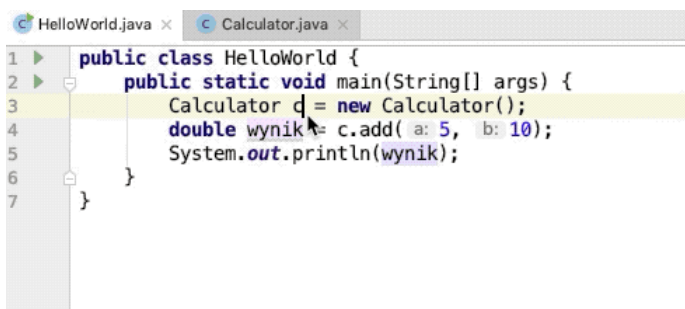 HelloWorld.java × Calculator.java ×
1 public class HelloWorld {
2 public static void main(String[] args) {
3 Calculator c = new Calculator();
4 double wynik = c.add( a: 5, b: 10);
5 System.out.println(wynik);
6 }
7 }